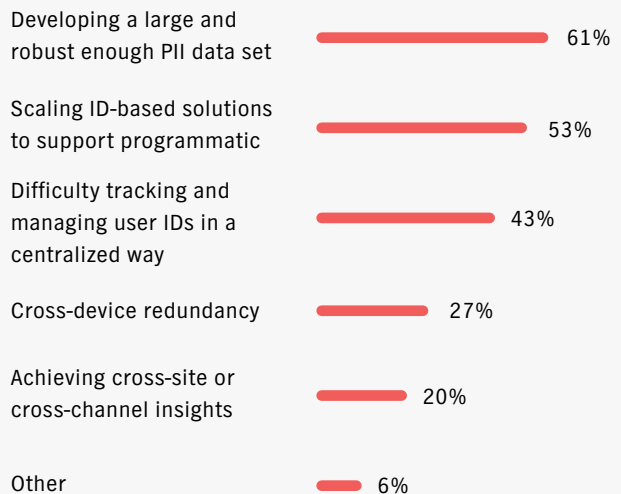 Developing a large and
robust enough PII data set
61%
Scaling ID-based solutions
to support programmatic
53%
Difficulty tracking and
managing user IDs in a
centralized way
43%
Cross-device redundancy
27%
Achieving cross-site or
cross-channel insights
20%
Other
6%